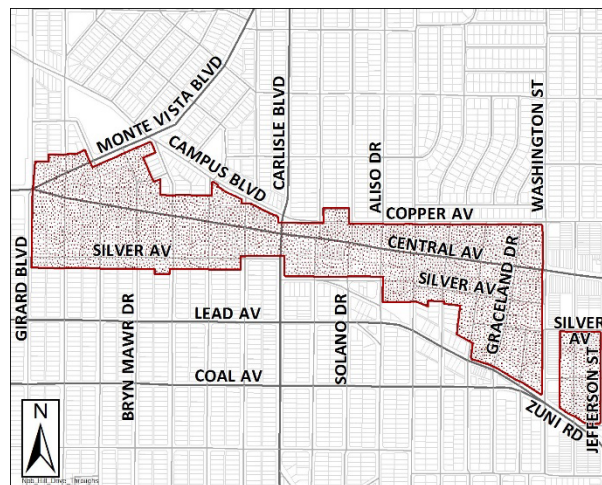 MONTE VISTA BLVD
CAMPUS BLVD
CARLISLE BLVD
ALISO DR
WASHINGTON ST
COPPER AV
CENTRAL AV
SILVER AV
SILVER AV
GRACELAND DR
GIRARD BLVD
BRYN MAWR DR
LEAD AV
SOLANO DR
SILVER
AV
COAL AV
ZUNI RD
JEFFERSON ST
N
Nob_Hill_Drive_Throughs